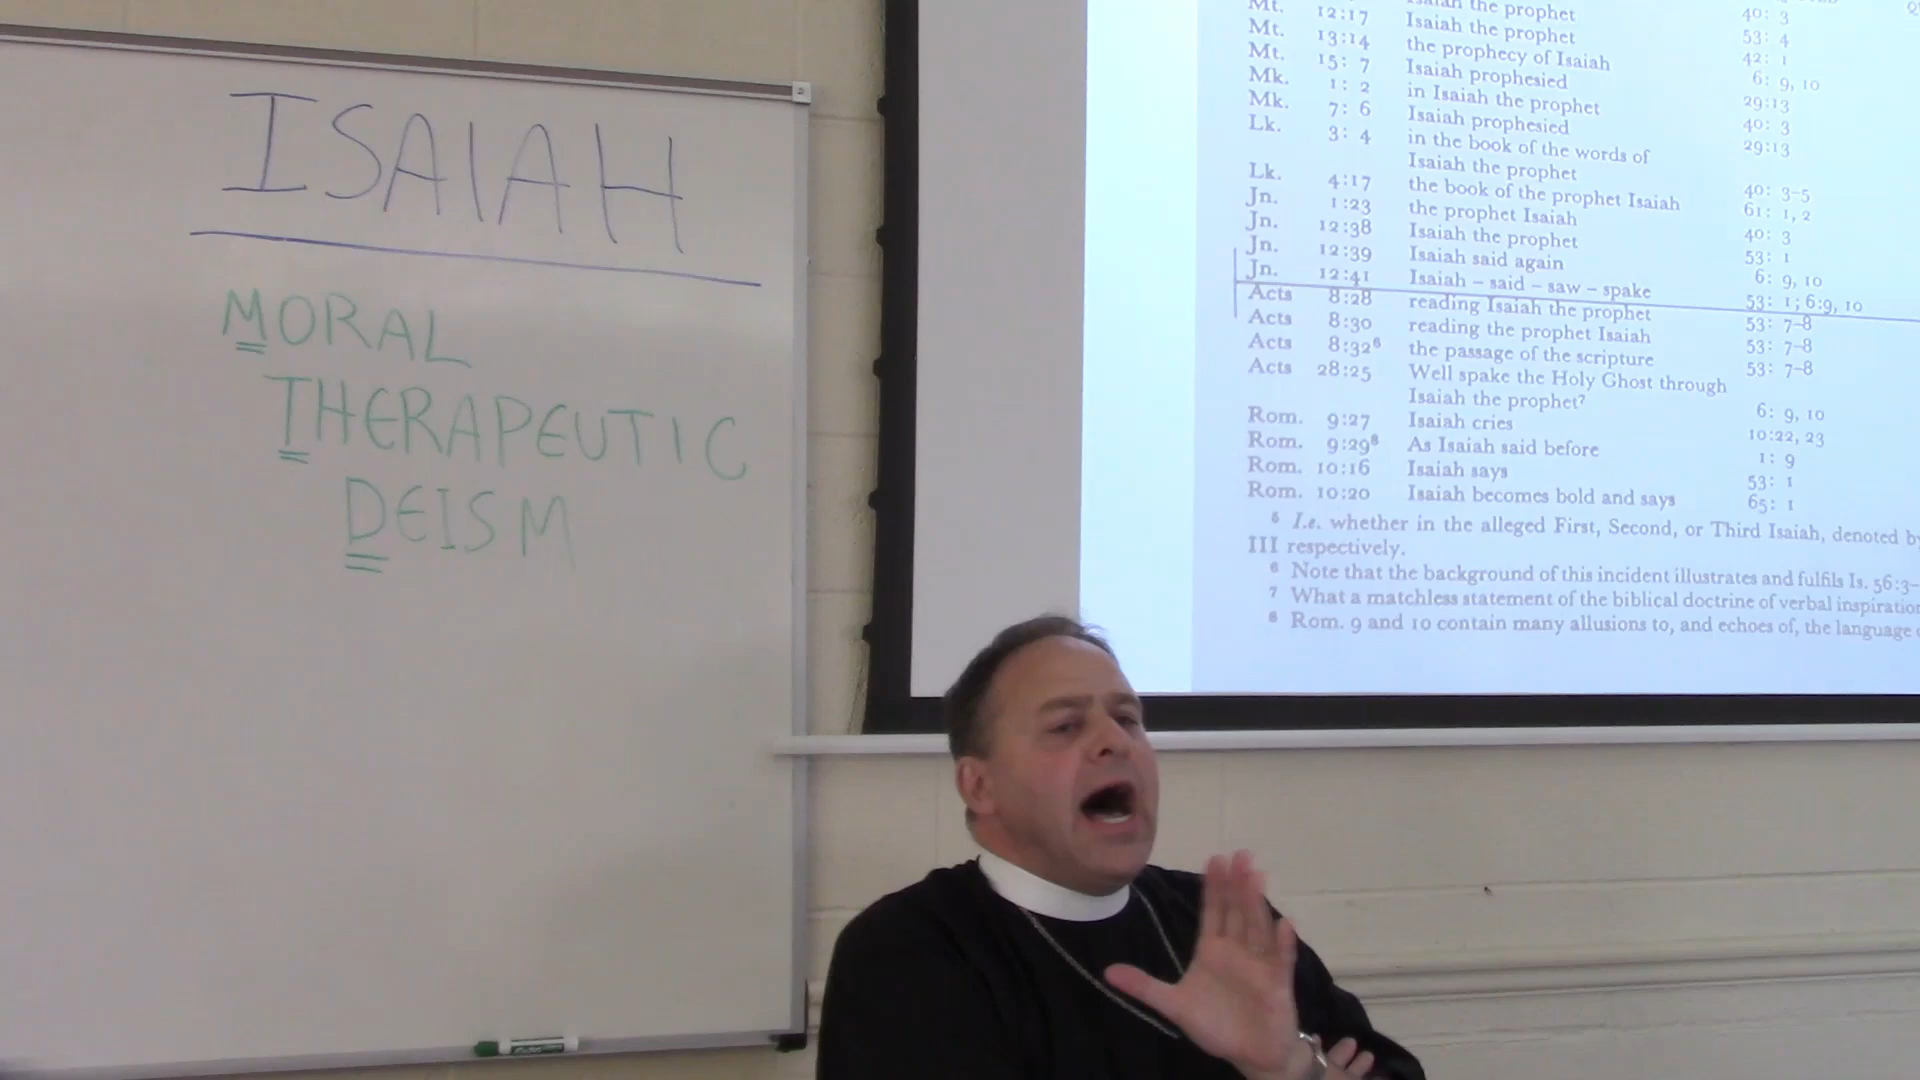 ISAIAH
MORAL
THERAPEUTIC
DEISM
40: 3
Isaiah the prophet 53: 4
Mt. 12:17 Isaiah the prophet 42: 1
Mt. 13:14 the prophecy of Isaiah 6: 9, 10
Mt. 15: 7 Isaiah prophesied 29:13
Mk. 1: 2 in Isaiah the prophet 40: 3
Mk. 7: 6 Isaiah prophesied 29:13
Lk. 3: 4 in the book of the words of
Isaiah the prophet 40: 3-5
Lk. 4:17 the book of the prophet Isaiah 61: 1, 2
Jn. 1:23 the prophet Isaiah 40: 3
Jn. 12:38 Isaiah the prophet 53: 1
Jn. 12:39 Isaiah said again 6: 9, 10
Jn. 12:41 Isaiah – said – saw – spake 53: 1; 6:9, 10
Acts 8:28 reading Isaiah the prophet 53: 7-8
Acts 8:30 reading the prophet Isaiah 53: 7-8
Acts 8:32⁶ the passage of the scripture 53: 7-8
Acts 28:25 Well spake the Holy Ghost through
Isaiah the prophet⁷ 6: 9, 10
Rom. 9:27 Isaiah cries 10:22, 23
Rom. 9:29⁸ As Isaiah said before 1: 9
Rom. 10:16 Isaiah says 53: 1
Rom. 10:20 Isaiah becomes bold and says 65: 1
⁵ I.e. whether in the alleged First, Second, or Third Isaiah, denoted by
III respectively.
⁶ Note that the background of this incident illustrates and fulfils Is. 56:3-
⁷ What a matchless statement of the biblical doctrine of verbal inspiration
⁸ Rom. 9 and 10 contain many allusions to, and echoes of, the language